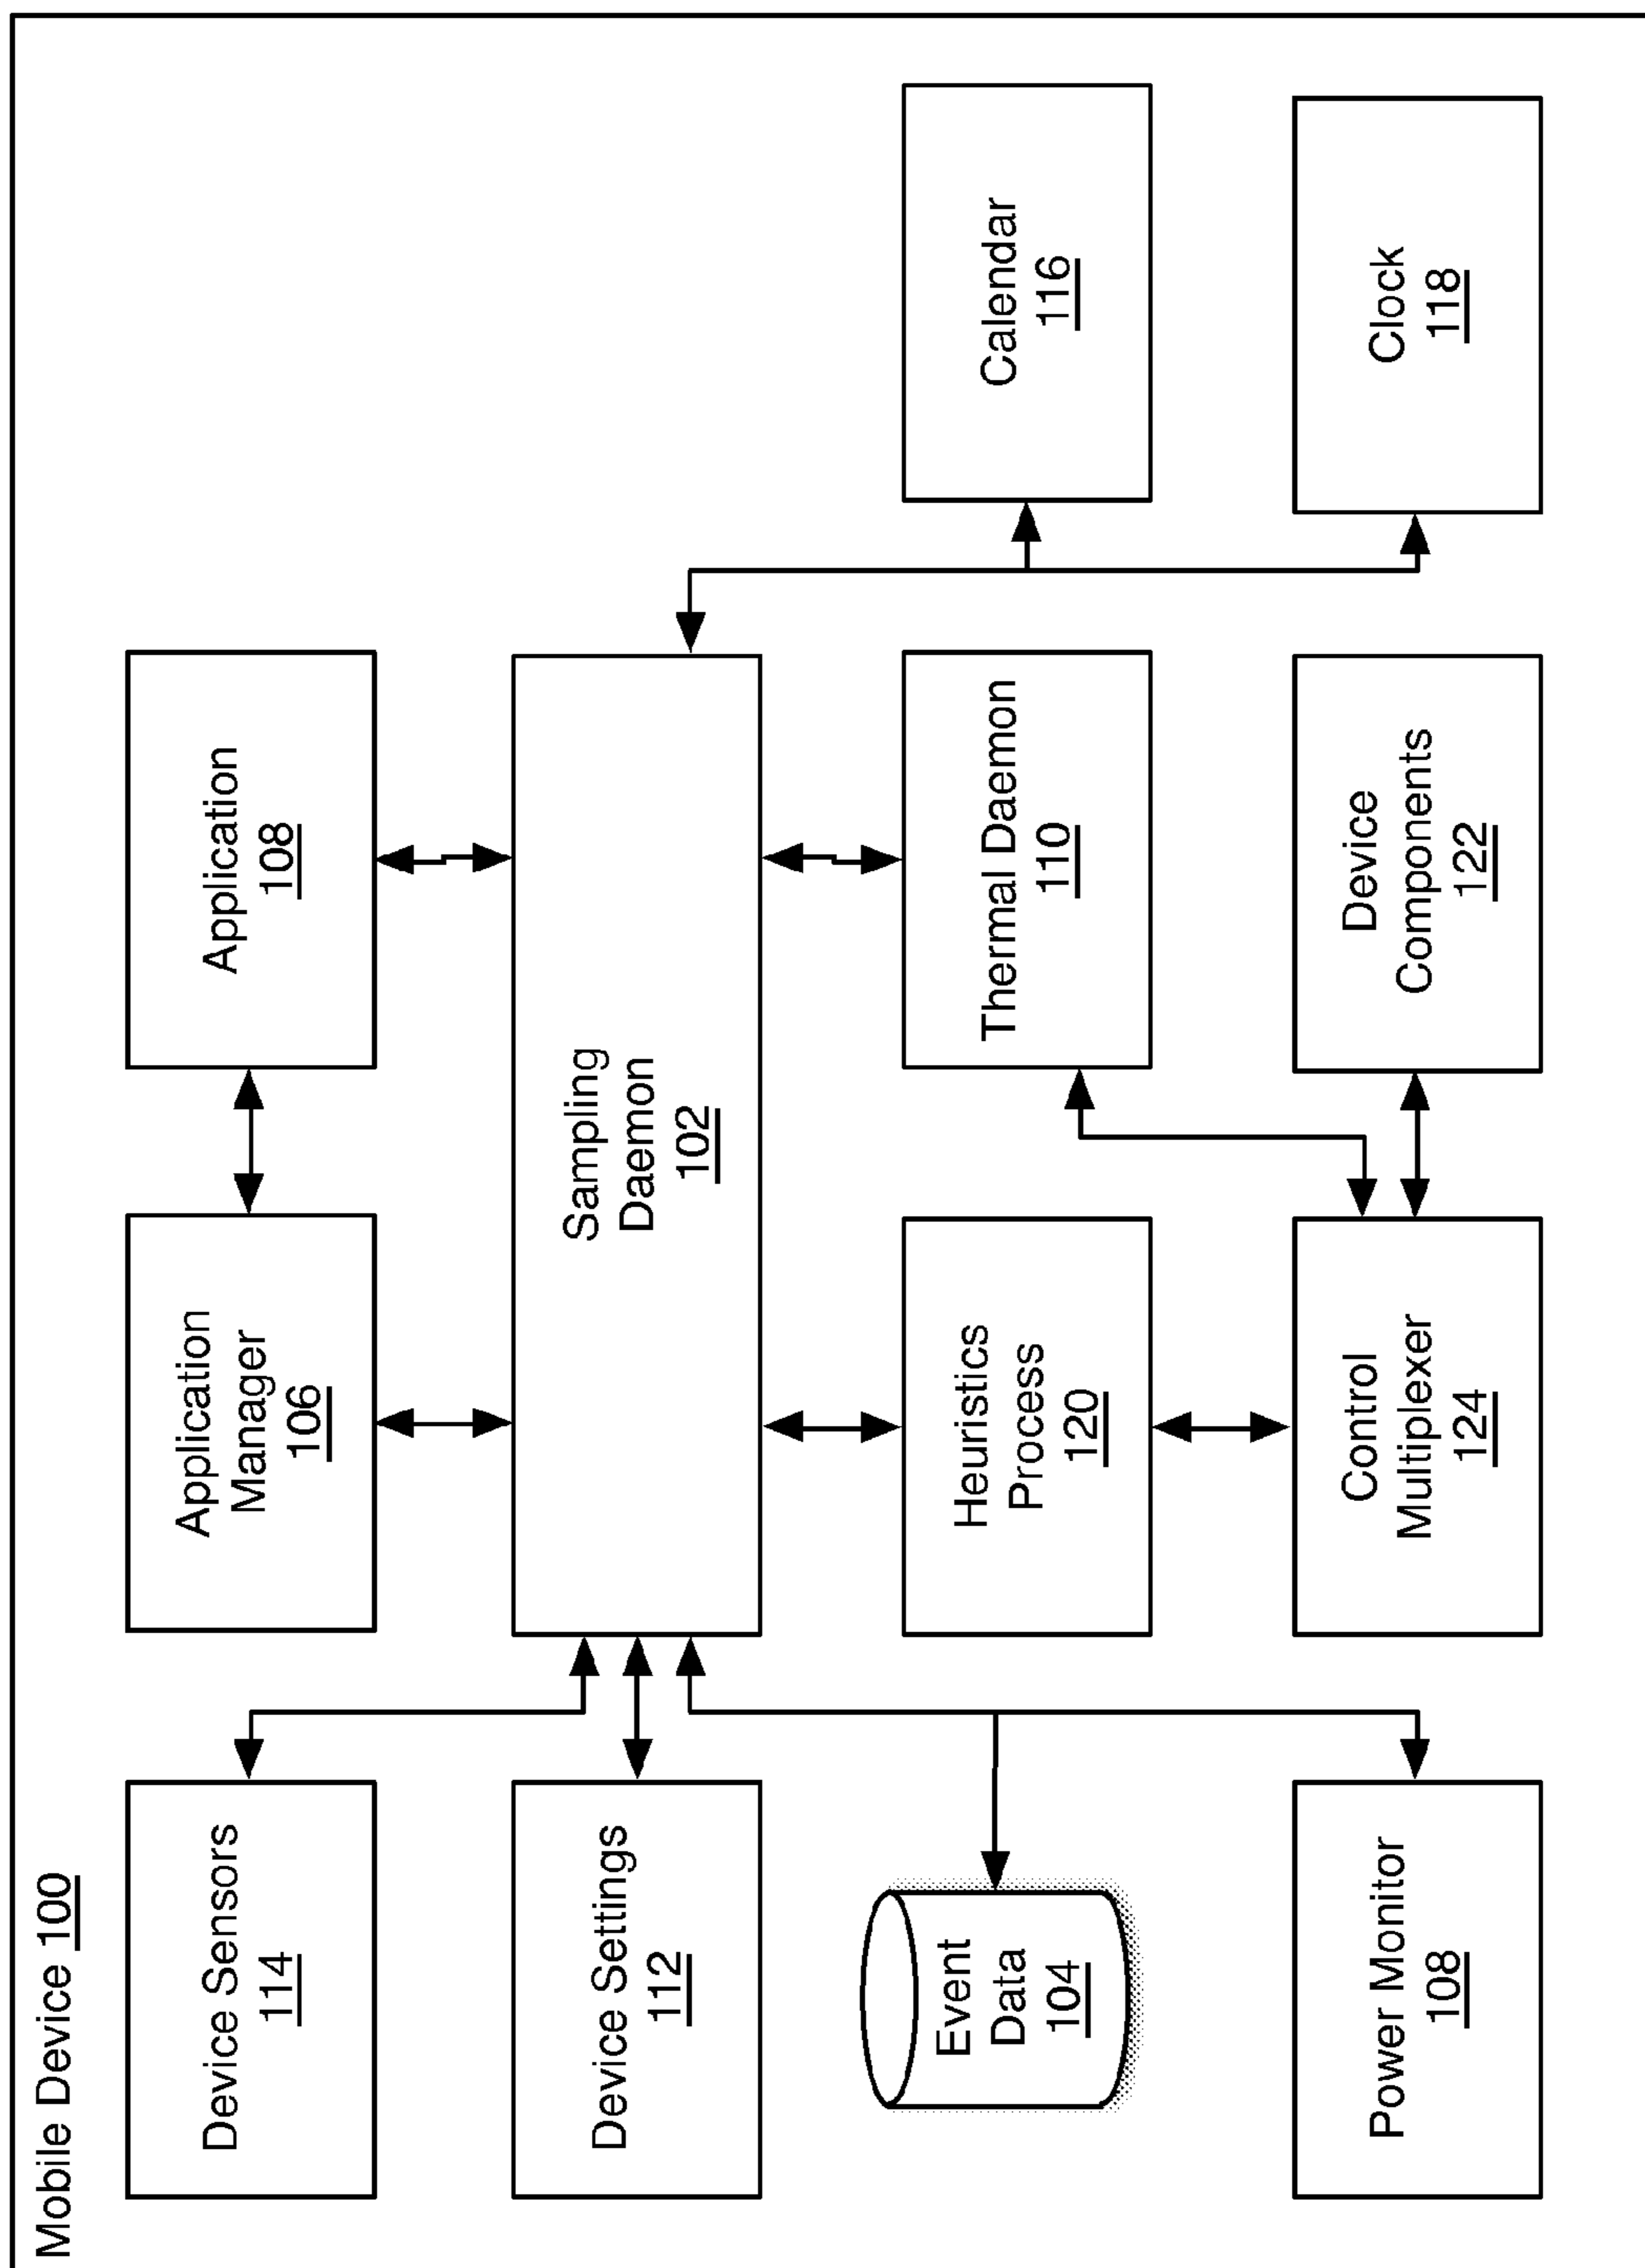 Mobile Device 100
Device Sensors
114
Application
Manager
106
Application
108
Device Settings
112
Sampling
Daemon
102
Event
Data
104
Heuristics
Process
120
Thermal Daemon
110
Calendar
116
Power Monitor
108
Control
Multiplexer
124
Device
Components
122
Clock
118